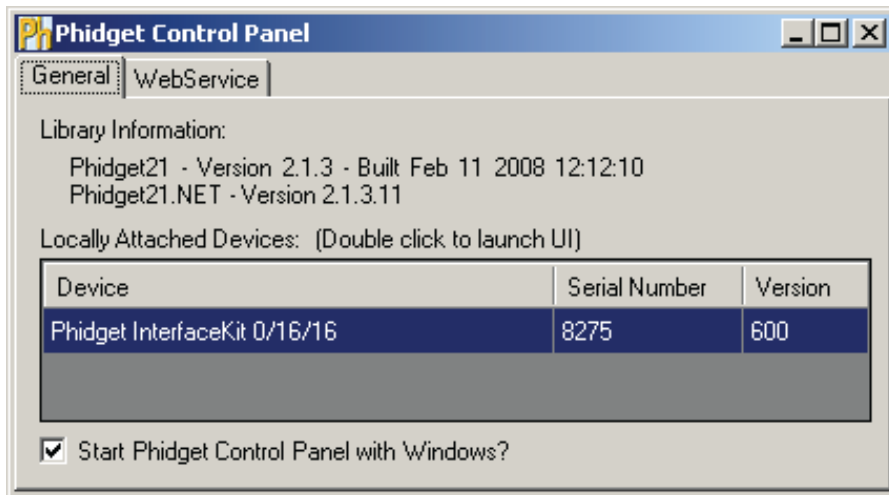 Ph Phidget Control Panel
General WebService
Library Information:
Phidget21 - Version 2.1.3 - Built Feb 11 2008 12:12:10
Phidget21.NET - Version 2.1.3.11
Locally Attached Devices: (Double click to launch UI)
Device Serial Number Version
Phidget InterfaceKit 0/16/16 8275 600
Start Phidget Control Panel with Windows?